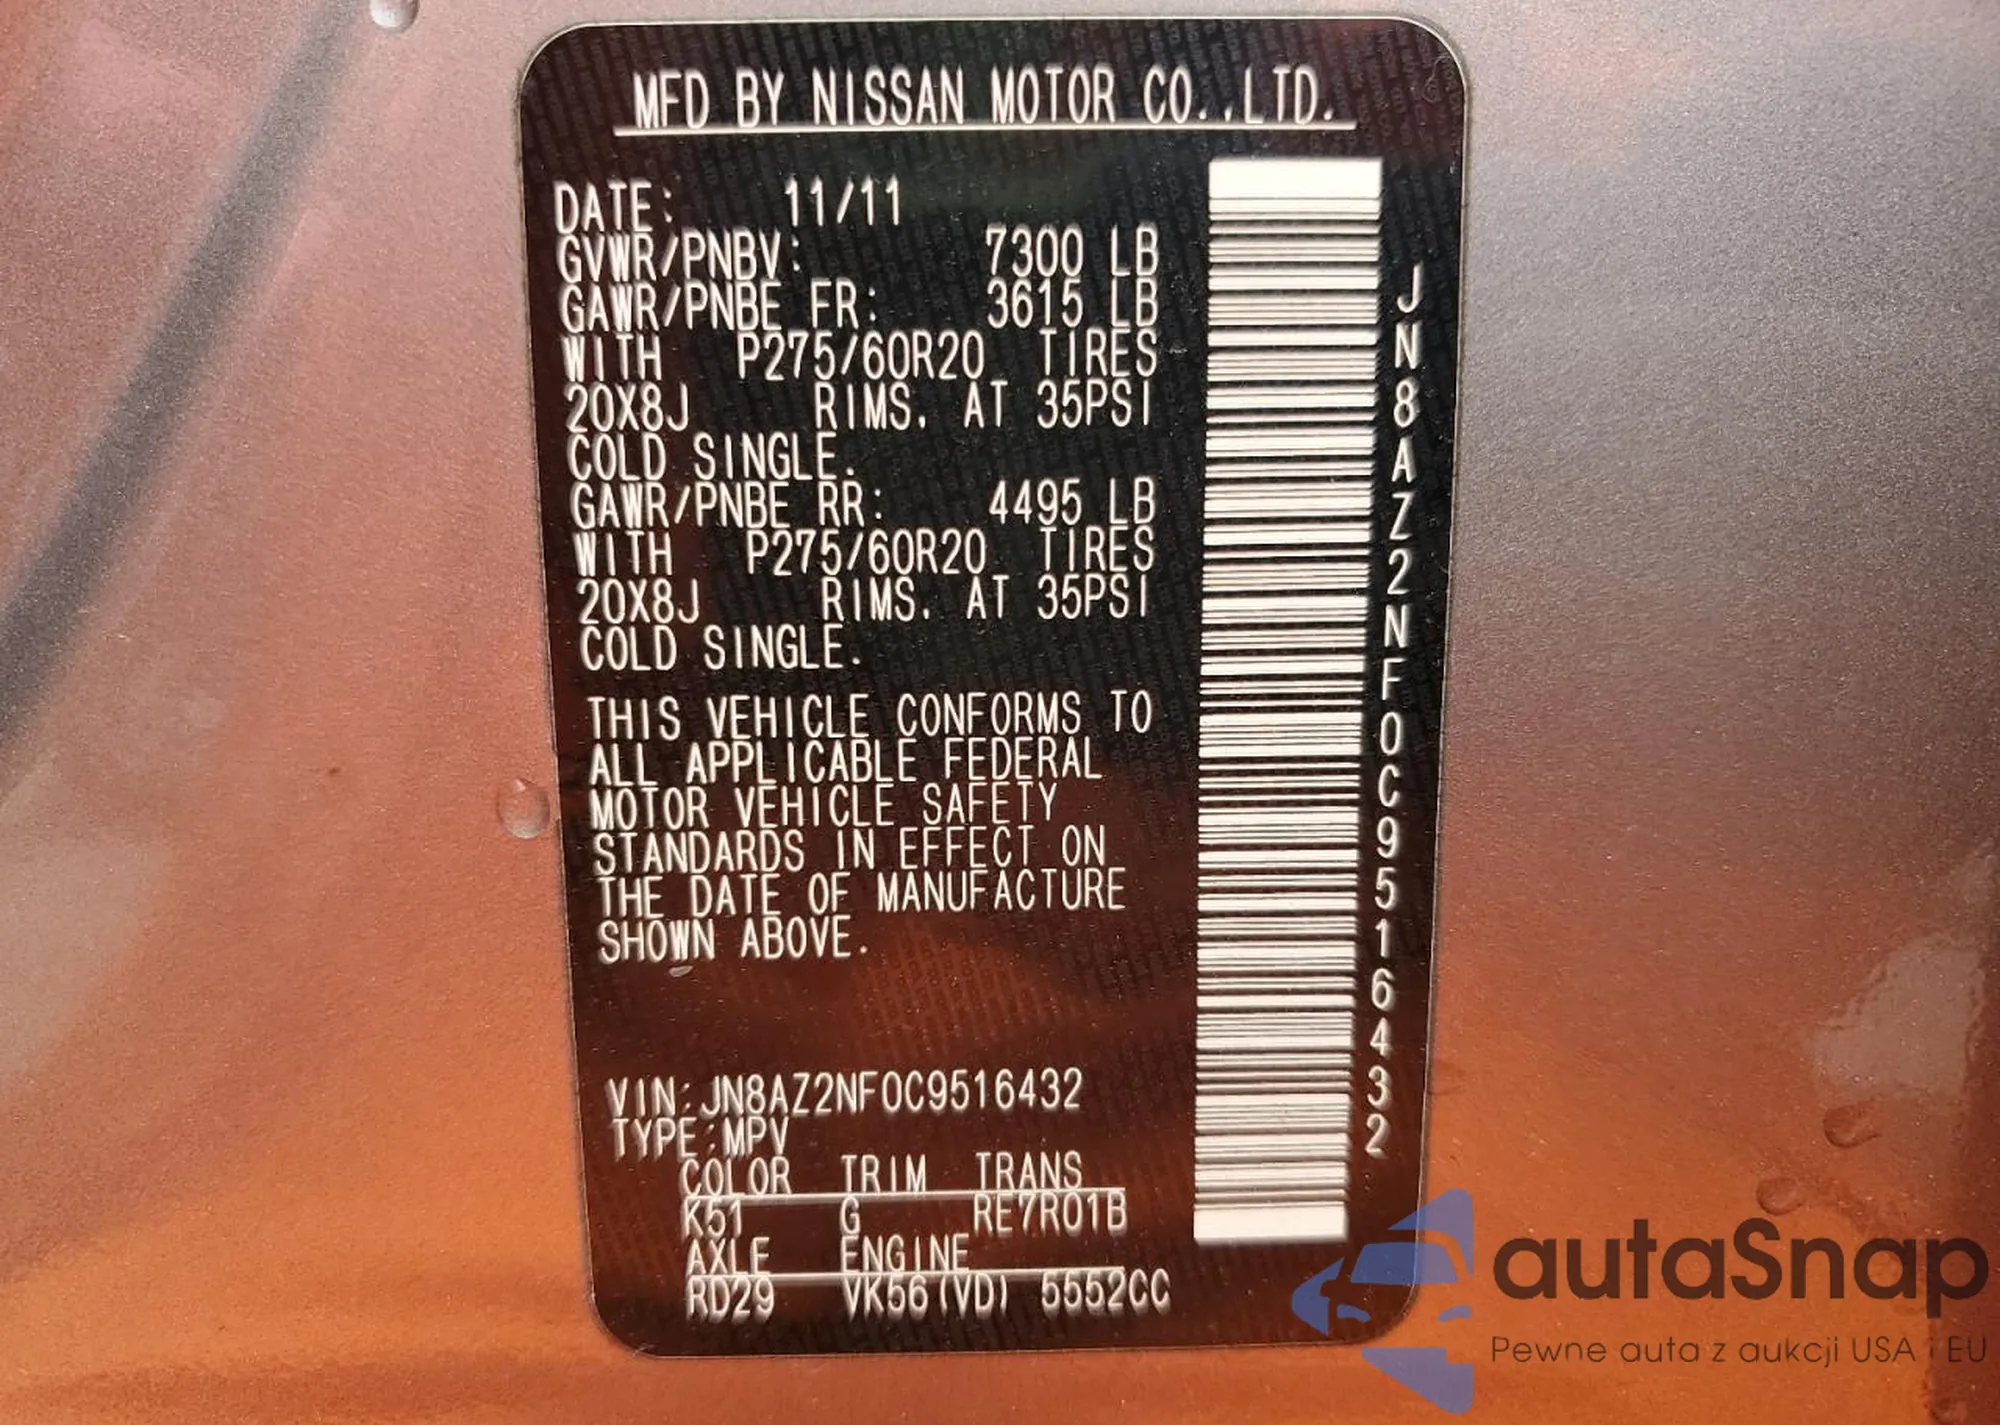 MFD BY NISSAN MOTOR CO.,LTD.
DATE: 11/11
GVWR/PNBV: 7300 LB
GAWR/PNBE FR: 3615 LB
WITH P275/60R20 TIRES
20X8J RIMS. AT 35PSI
COLD SINGLE.
GAWR/PNBE RR: 4495 LB
WITH P275/60R20 TIRES
20X8J RIMS. AT 35PSI
COLD SINGLE.
THIS VEHICLE CONFORMS TO
ALL APPLICABLE FEDERAL
MOTOR VEHICLE SAFETY
STANDARDS IN EFFECT ON
THE DATE OF MANUFACTURE
SHOWN ABOVE.
VIN:JN8AZ2NF0C9516432
TYPE:MPV
COLOR TRIM TRANS
K51 G RE7R01B
AXLE ENGINE
RD29 VK56(VD) 5552CC
JN8AZ2NF0C9516432
autaSnap
Pewne auta z aukcji USA i EU